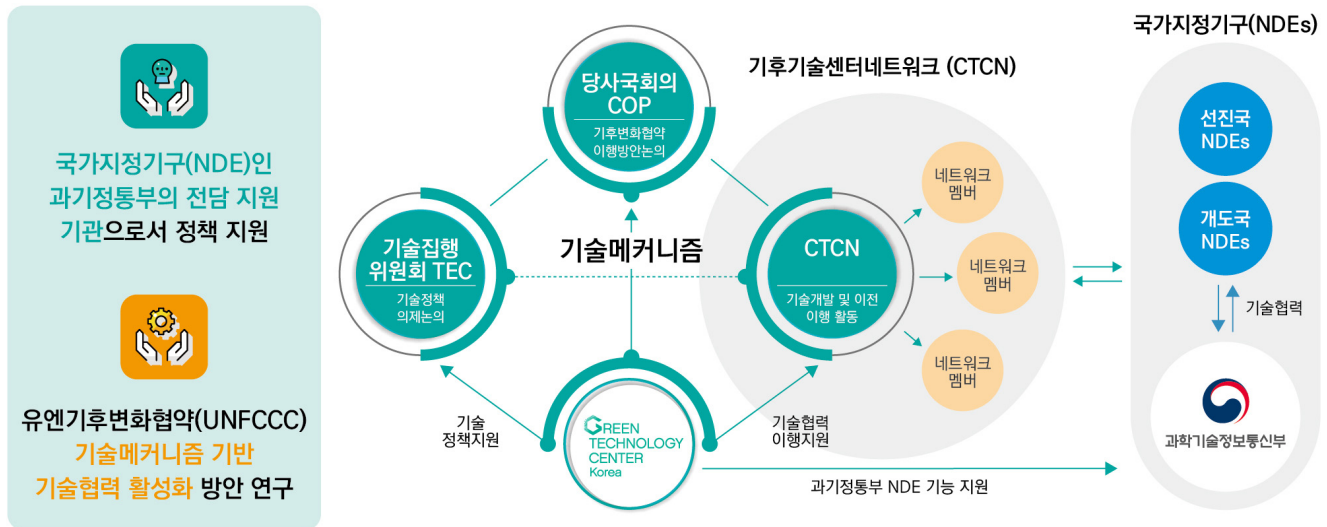 국가지정기구(NDE)인
과기정통부의 전담 지원
기관으로서 정책 지원
유엔기후변화협약(UNFCCC)
기술메커니즘 기반
기술협력 활성화 방안 연구
당사국회의
COP
기후변화협약
이행방안논의
기술집행
위원회 TEC
기술정책
의제논의
기술메커니즘
기후기술센터네트워크 (CTCN)
CTCN
기술개발 및 이전
이행 활동
네트워크
멤버
네트워크
멤버
네트워크
멤버
기술
정책지원
GREEN
TECHNOLOGY
CENTER
Korea
기술협력
이행지원
과기정통부 NDE 기능 지원
국가지정기구(NDEs)
선진국
NDEs
개도국
NDEs
기술협력
과학기술정보통신부